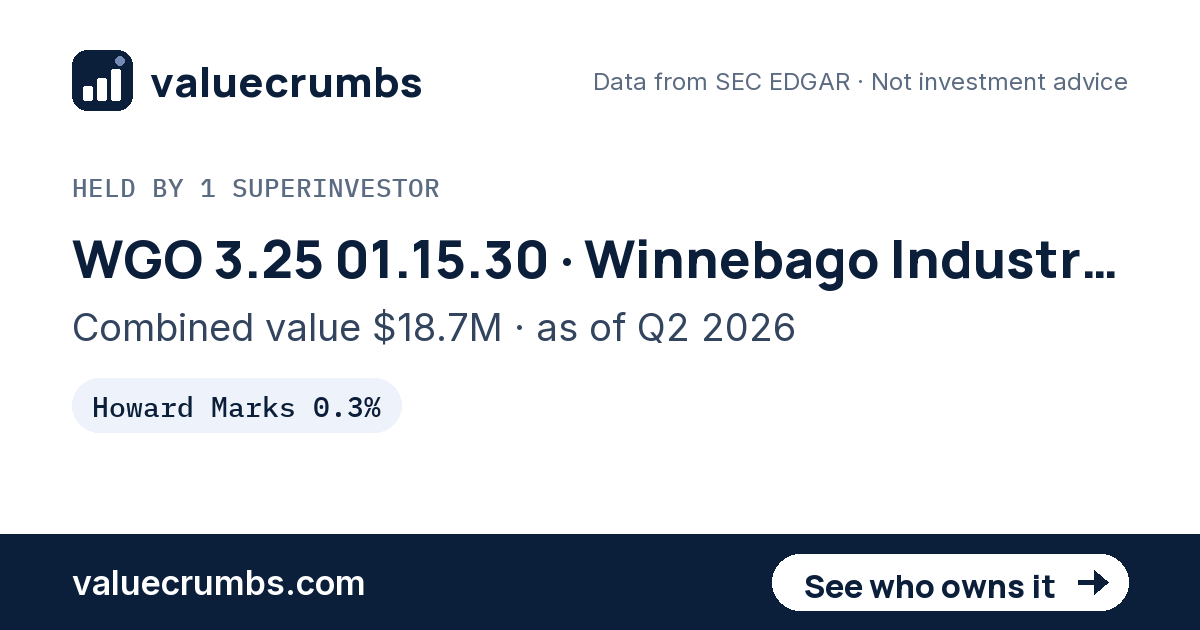 valuecrumbs
Data from SEC EDGAR · Not investment advice
HELD BY 1 SUPERINVESTOR
WGO 3.25 01.15.30 · Winnebago Industr…
Combined value $18.7M · as of Q2 2026
Howard Marks 0.3%
valuecrumbs.com
See who owns it →